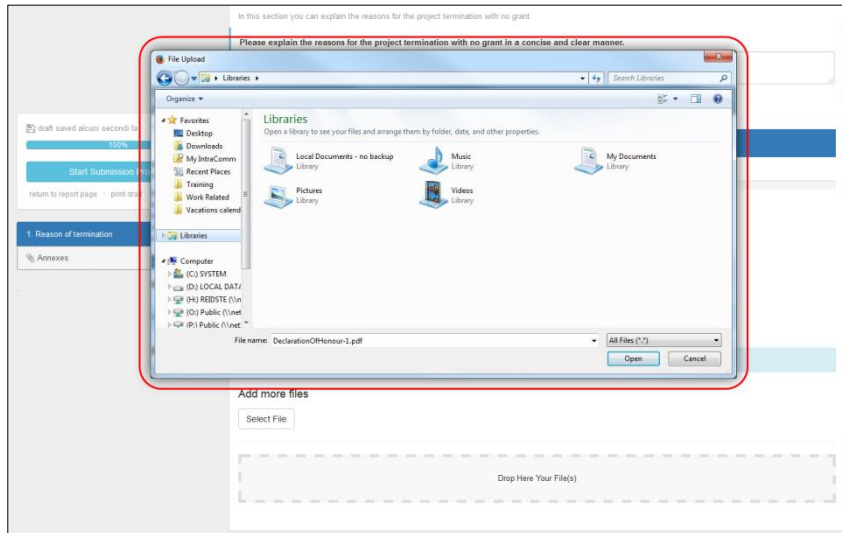 In this section you can explain the reasons for the project termination with no grant
Please explain the reasons for the project termination with no grant in a concise and clear manner.
File Upload
Libraries
Search Libraries
Organize
Favorites
Desktop
Downloads
My IntraComm
Recent Places
Training
Work Related
Vacations calend
Libraries
Computer
(C:) SYSTEM
(D:) LOCAL DATA
(H:) REIDSTE (\\n
(O:) Public (\\net
(P:) Public (\\net
Libraries
Open a library to see your files and arrange them by folder, date, and other properties.
Local Documents - no backup
Library
Music
Library
My Documents
Library
Pictures
Library
Videos
Library
File name: DeclarationOfHonour-1.pdf
All Files (*.*)
Open Cancel
draft saved alcuni secondi fa
100%
Start Submission Pro
return to report page - print draft
1. Reason of termination
Annexes
Add more files
Select File
Drop Here Your File(s)